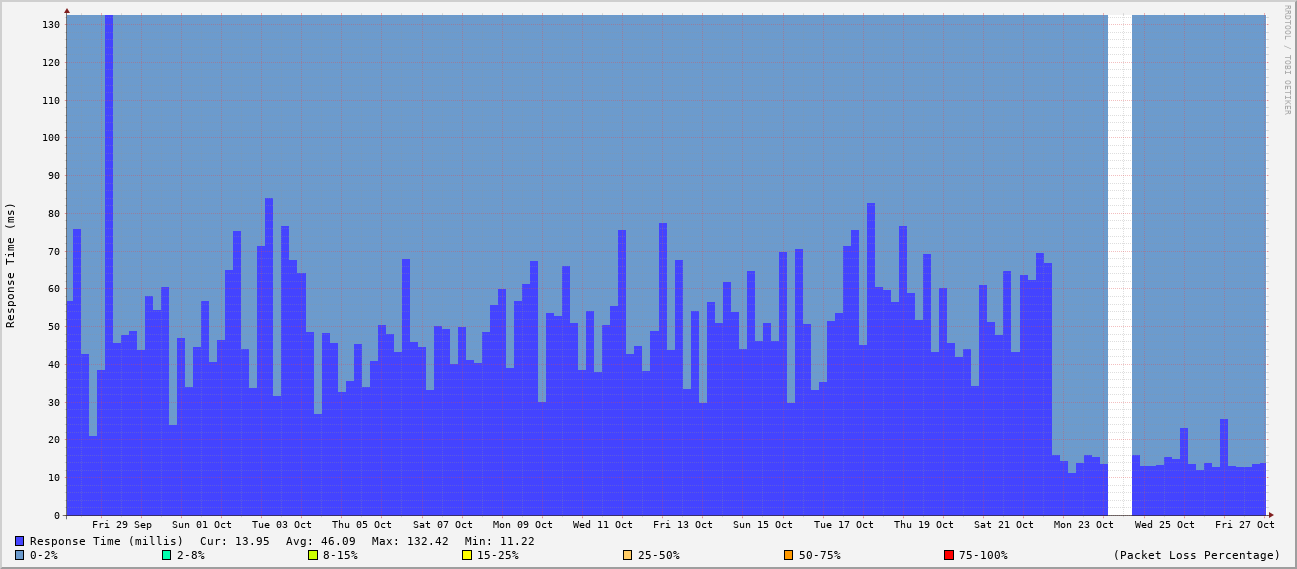 RRDTOOL / TOBI OETIKER
Response Time (ms)
130
120
110
100
90
80
70
60
50
40
30
20
10
0
Fri 29 Sep Sun 01 Oct Tue 03 Oct Thu 05 Oct Sat 07 Oct Mon 09 Oct Wed 11 Oct Fri 13 Oct Sun 15 Oct Tue 17 Oct Thu 19 Oct Sat 21 Oct Mon 23 Oct Wed 25 Oct Fri 27 Oct
Response Time (millis) Cur: 13.95 Avg: 46.09 Max: 132.42 Min: 11.22
0-2% 2-8% 8-15% 15-25% 25-50% 50-75% 75-100% (Packet Loss Percentage)